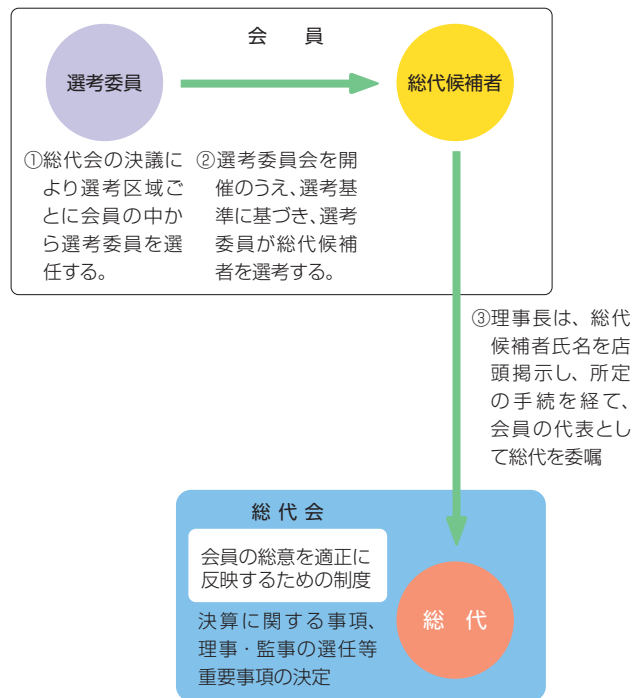 会　員
選考委員
総代候補者
①総代会の決議に
より選考区域ご
とに会員の中か
ら選考委員を選
任する。
②選考委員会を開
催のうえ、選考基
準に基づき、選考
委員が総代候補
者を選考する。
③理事長は、総代
候補者氏名を店
頭掲示し、所定
の手続を経て、
会員の代表とし
て総代を委嘱
総代会
会員の総意を適正に
反映するための制度
決算に関する事項、
理事・監事の選任等
重要事項の決定
総　代